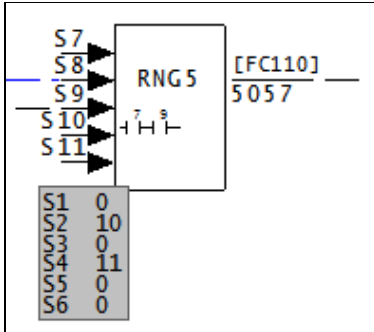 S7
S8
RNG5
[FC110]
S9
5057
S10
7 9
S11
S1 0
S2 10
S3 0
S4 11
S5 0
S6 0